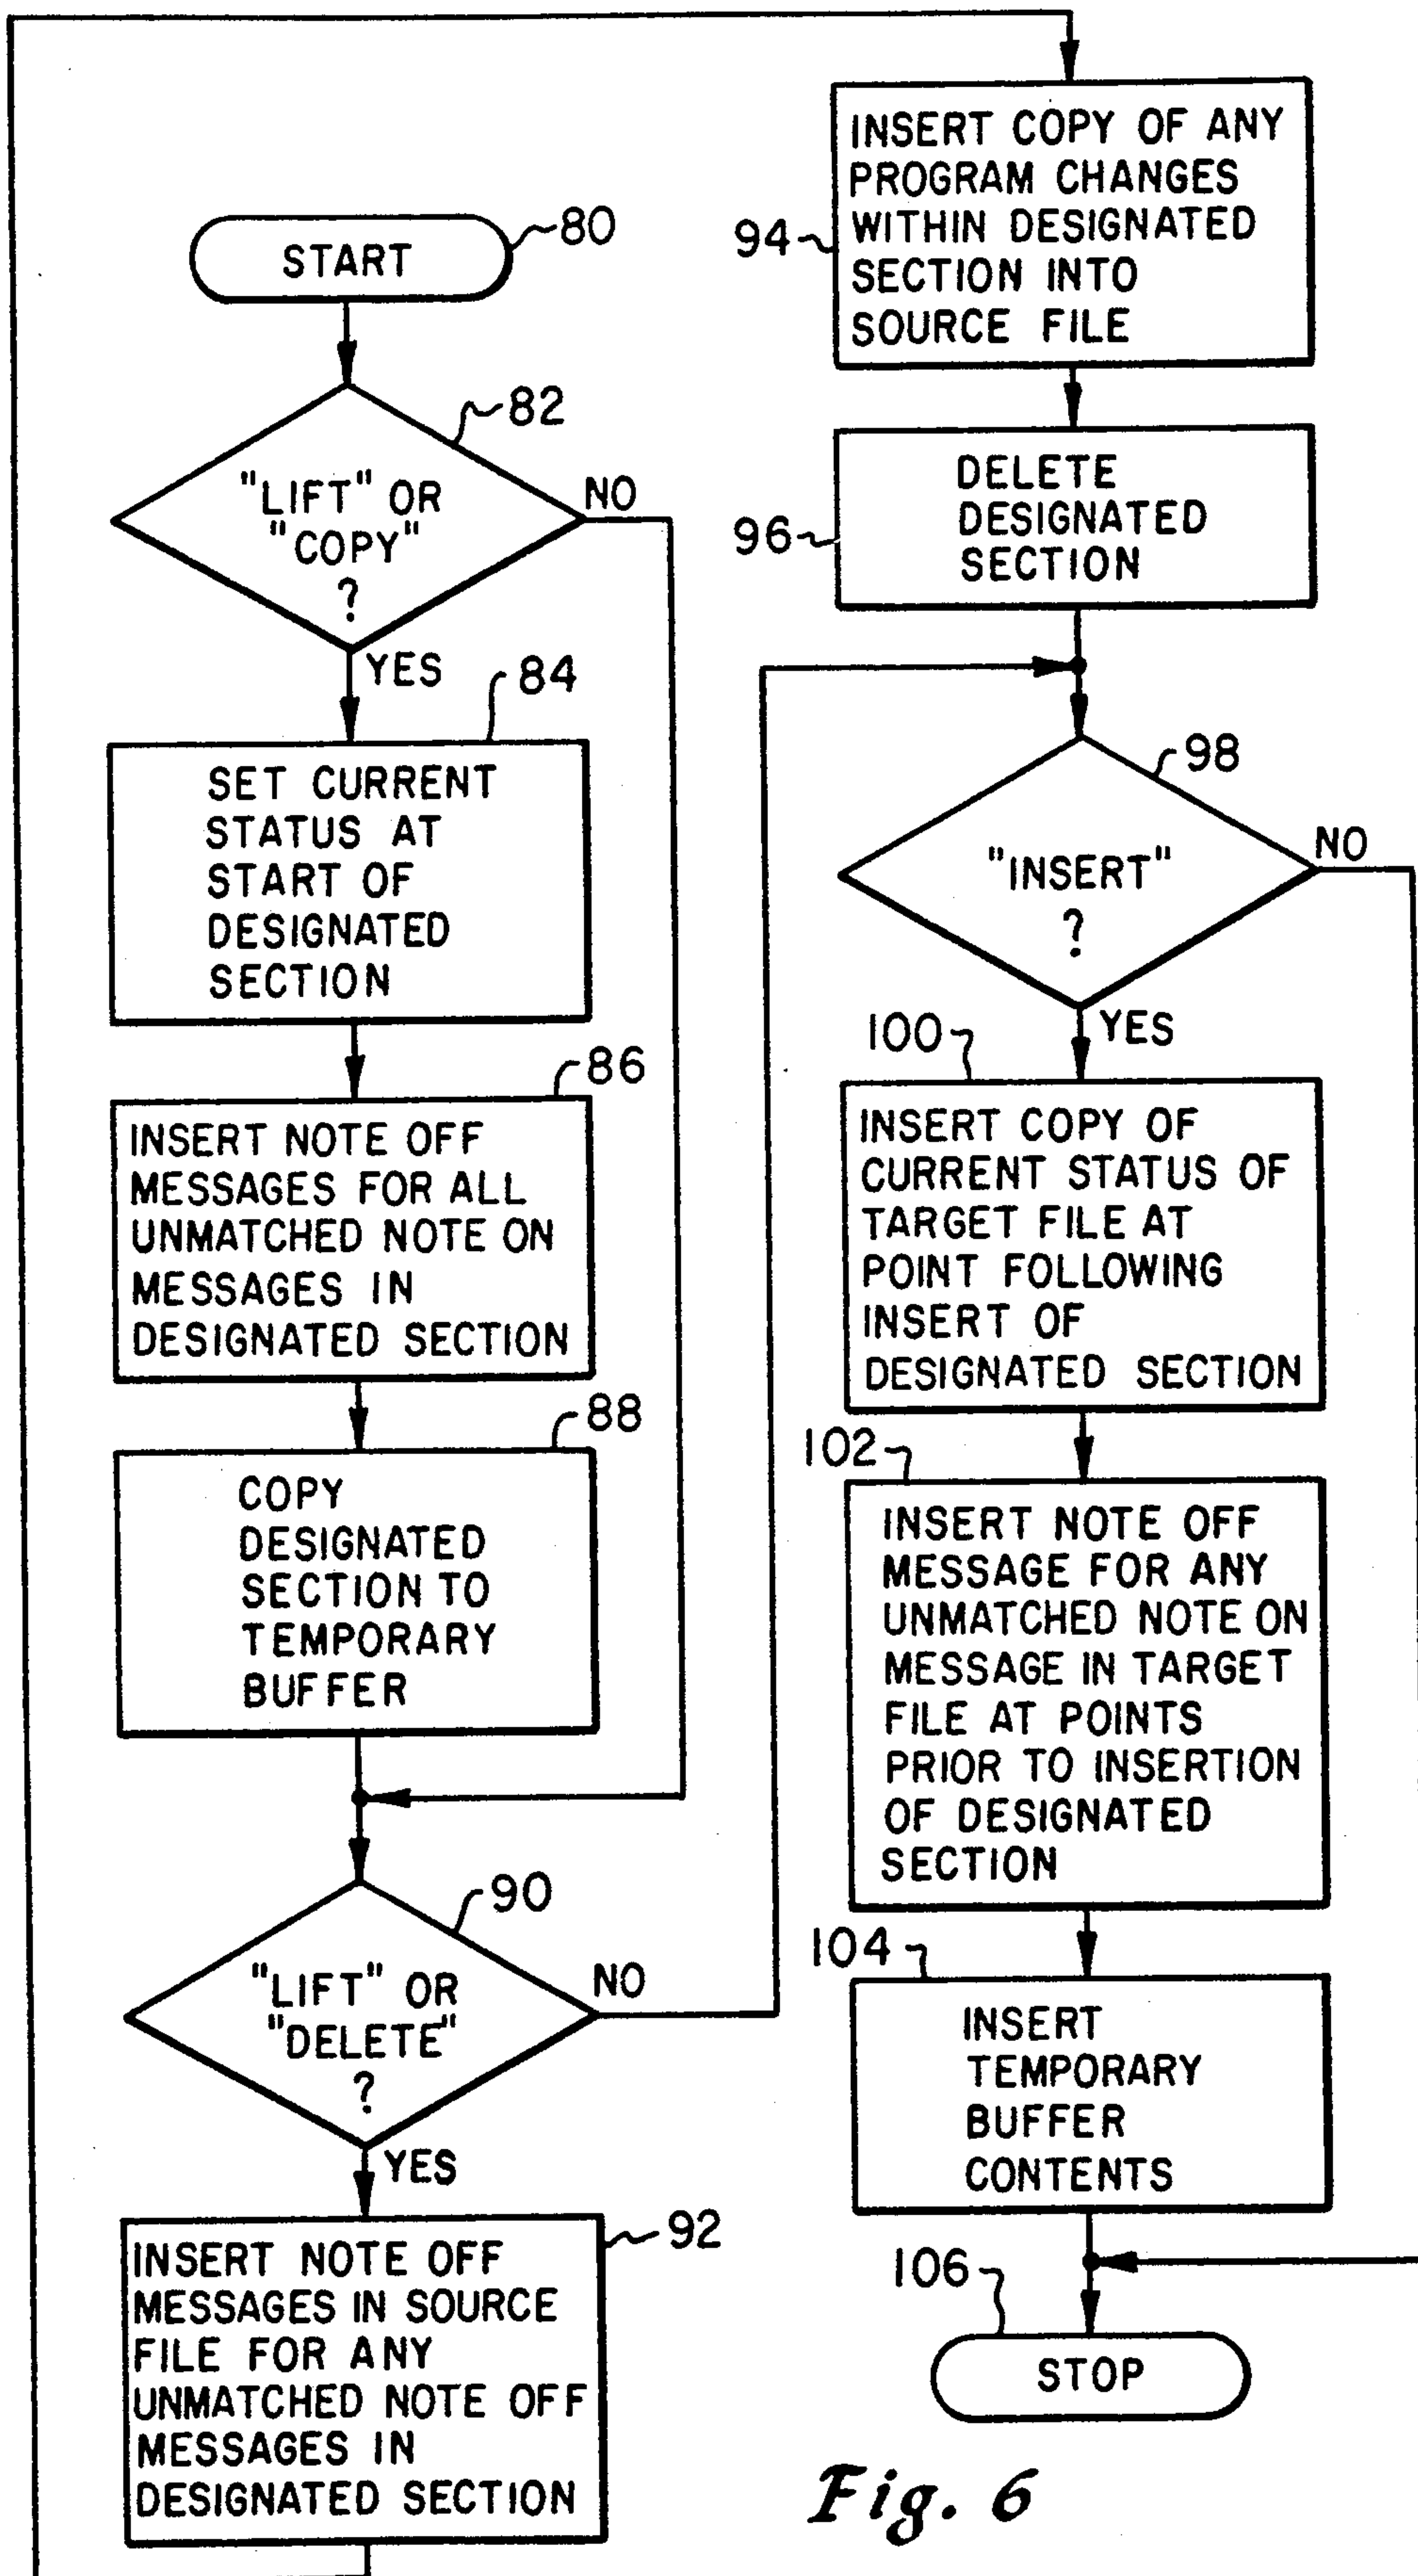 START
80
82
"LIFT" OR
"COPY"
?
NO
YES
84
SET CURRENT
STATUS AT
START OF
DESIGNATED
SECTION
86
INSERT NOTE OFF
MESSAGES FOR ALL
UNMATCHED NOTE ON
MESSAGES IN
DESIGNATED SECTION
88
COPY
DESIGNATED
SECTION TO
TEMPORARY
BUFFER
90
"LIFT" OR
"DELETE"
?
NO
YES
92
INSERT NOTE OFF
MESSAGES IN SOURCE
FILE FOR ANY
UNMATCHED NOTE OFF
MESSAGES IN
DESIGNATED SECTION
94
INSERT COPY OF ANY
PROGRAM CHANGES
WITHIN DESIGNATED
SECTION INTO
SOURCE FILE
96
DELETE
DESIGNATED
SECTION
98
"INSERT"
?
NO
YES
100
INSERT COPY OF
CURRENT STATUS OF
TARGET FILE AT
POINT FOLLOWING
INSERT OF
DESIGNATED SECTION
102
INSERT NOTE OFF
MESSAGE FOR ANY
UNMATCHED NOTE ON
MESSAGE IN TARGET
FILE AT POINTS
PRIOR TO INSERTION
OF DESIGNATED
SECTION
104
INSERT
TEMPORARY
BUFFER
CONTENTS
106
STOP
Fig. 6